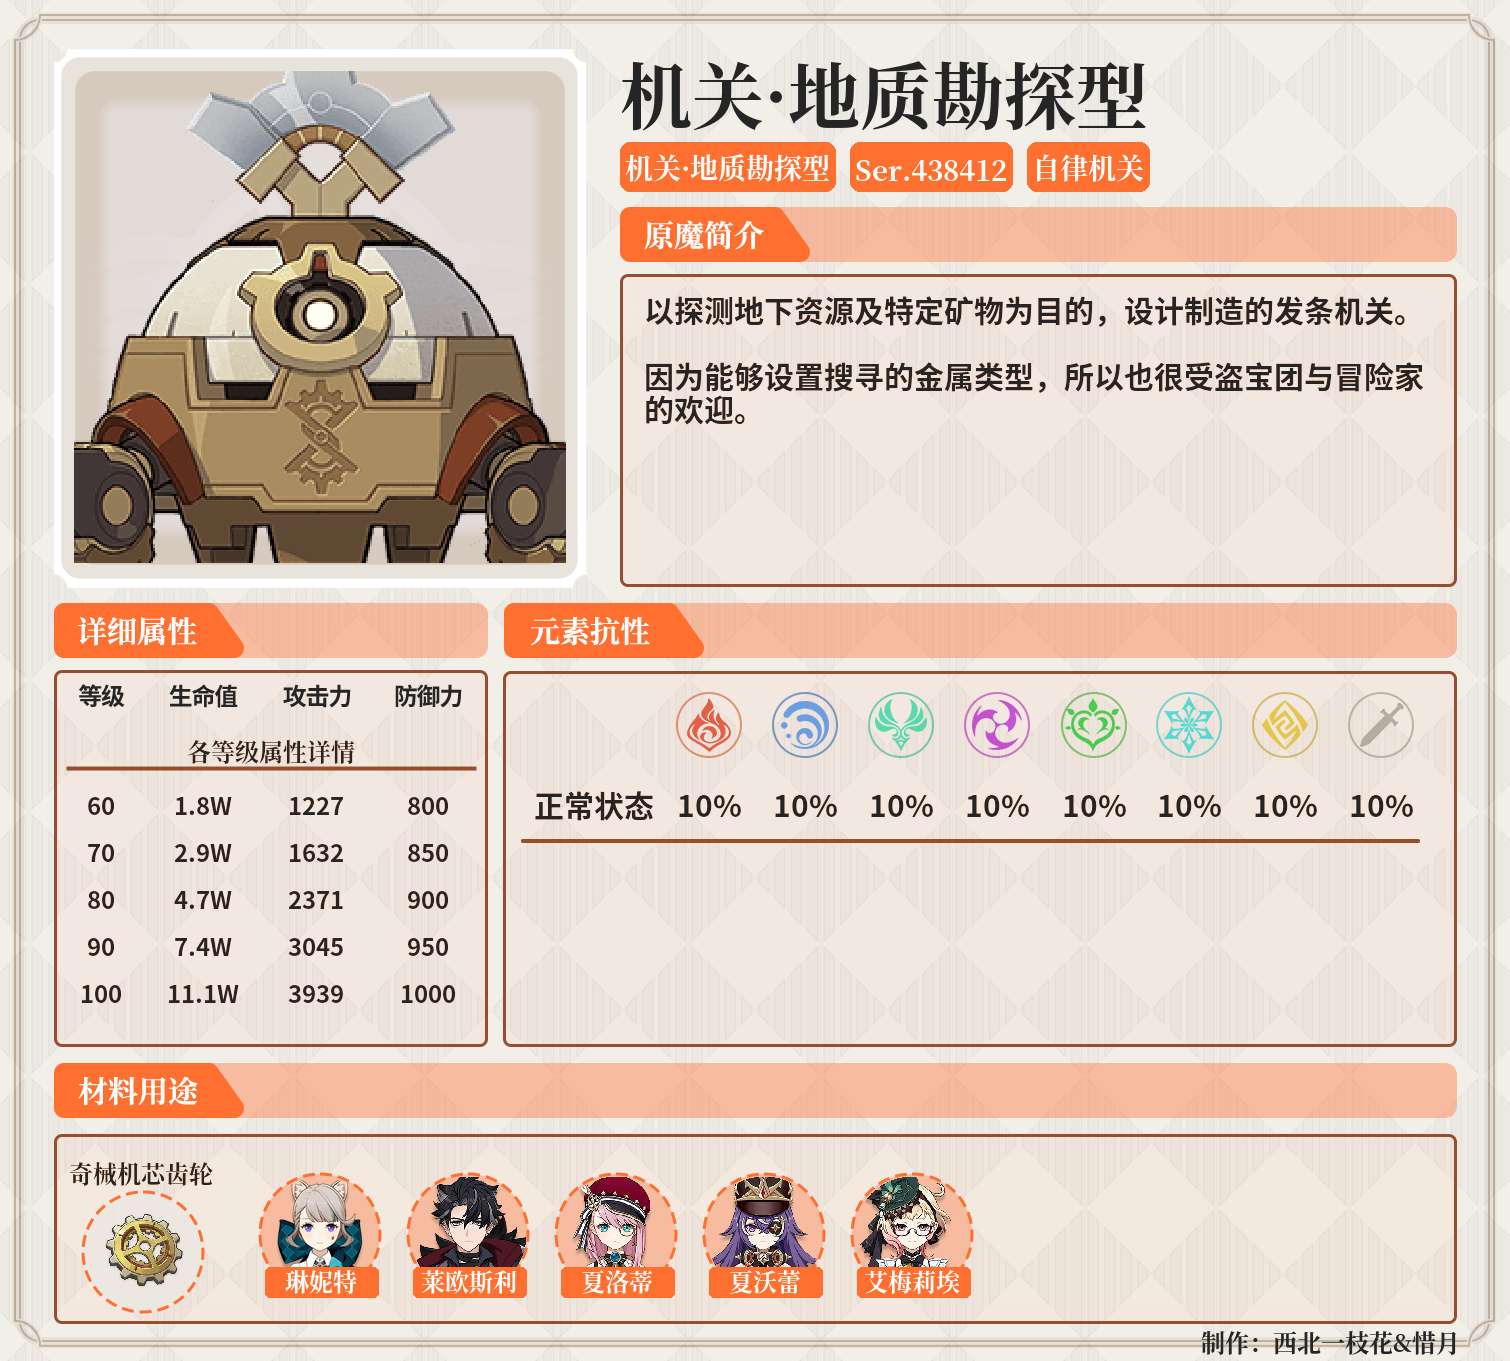 机关·地质勘探型
机关·地质勘探型 Ser.438412 自律机关
原魔简介
以探测地下资源及特定矿物为目的，设计制造的发条机关。
因为能够设置搜寻的金属类型，所以也很受盗宝团与冒险家
的欢迎。
详细属性
等级 生命值 攻击力 防御力
各等级属性详情
60 1.8W 1227 800
70 2.9W 1632 850
80 4.7W 2371 900
90 7.4W 3045 950
100 11.1W 3939 1000
元素抗性
正常状态 10% 10% 10% 10% 10% 10% 10% 10%
材料用途
奇械机芯齿轮
琳妮特 莱欧斯利 夏洛蒂 夏沃蕾 艾梅莉埃
制作：西北一枝花&惜月